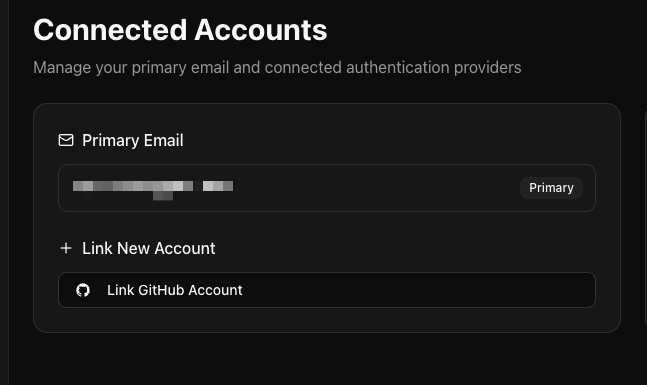 Connected Accounts
Manage your primary email and connected authentication providers
Primary Email
Primary
Link New Account
Link GitHub Account